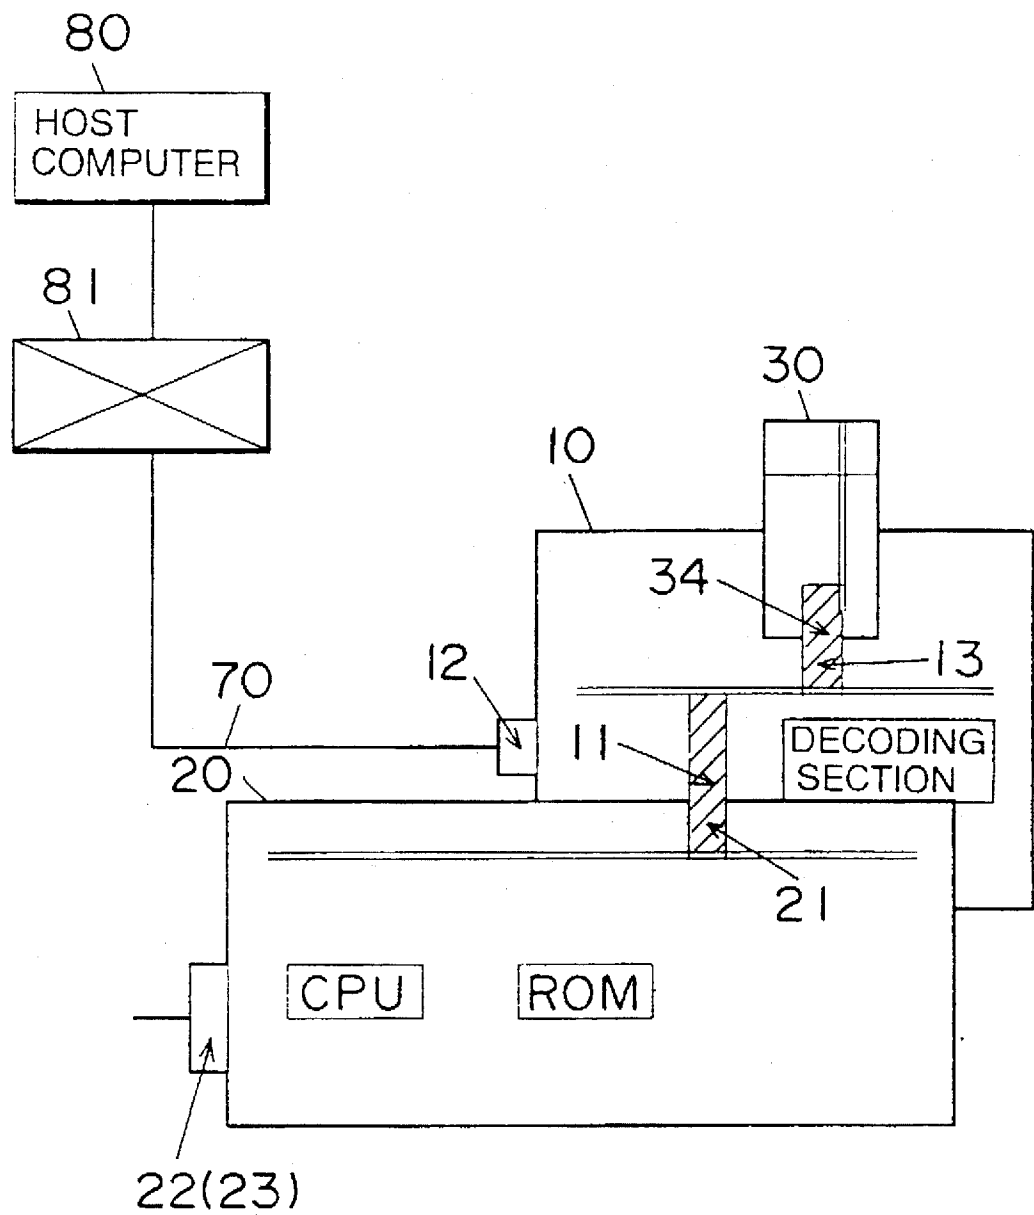 80
HOST
COMPUTER
81
30
10
34
12
13
70
11
DECODING
SECTION
20
21
CPU
ROM
22(23)